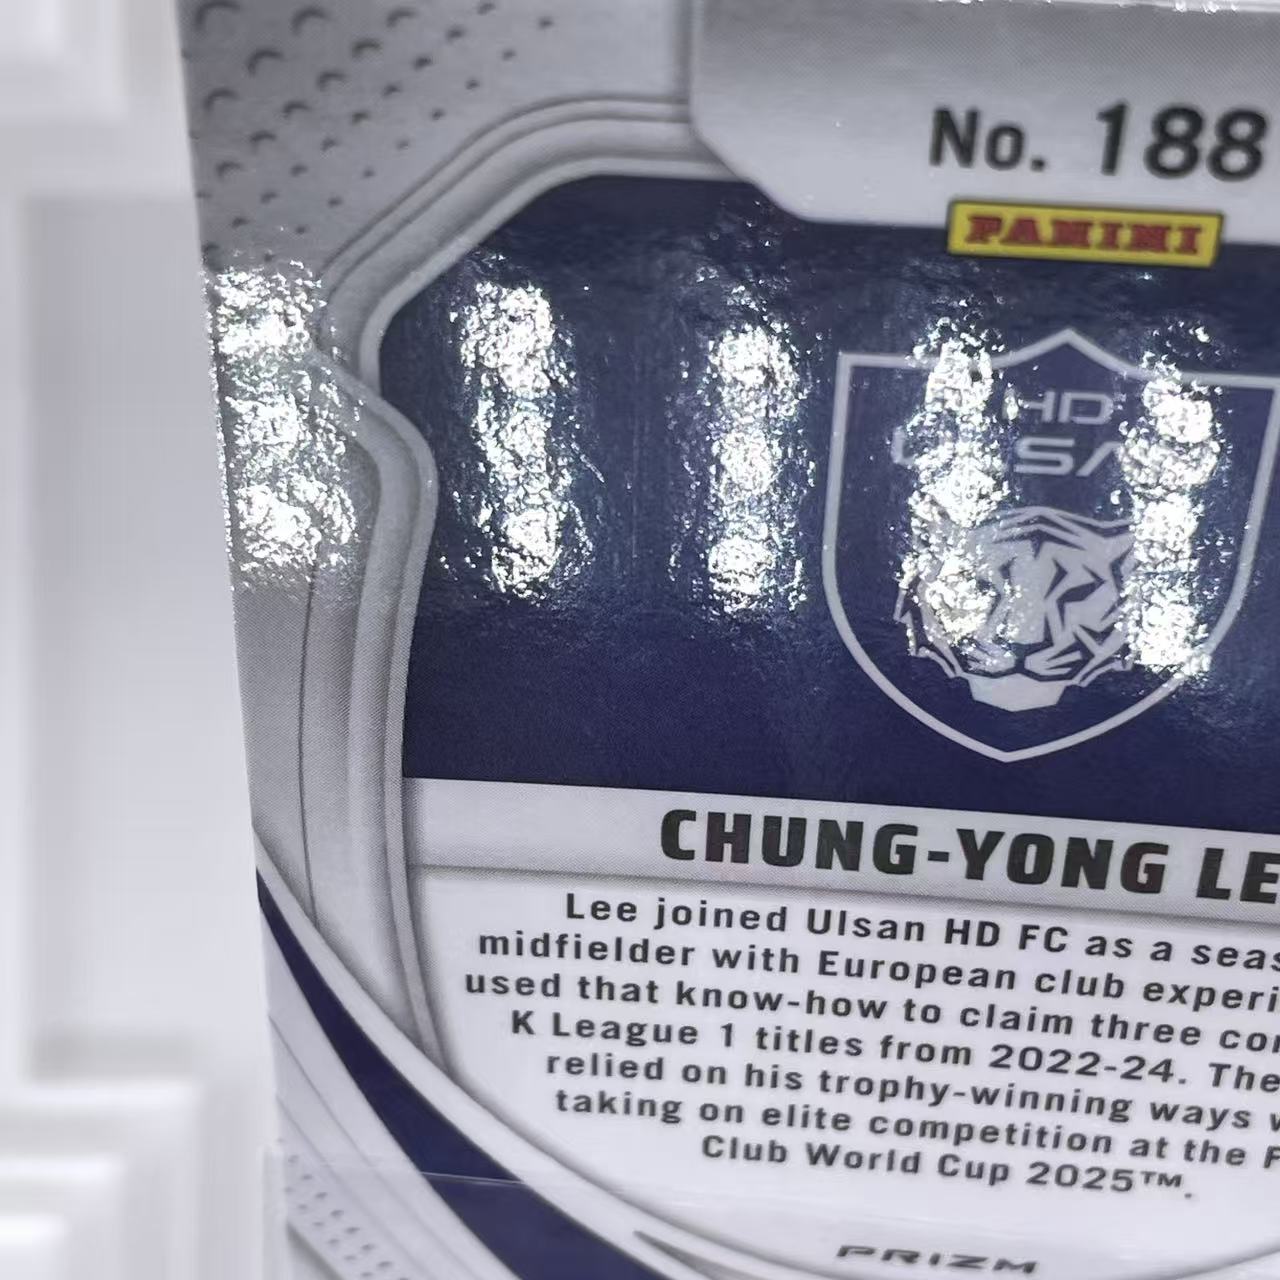 No. 188
PANINI
HD
CHUNG-YONG LE
Lee joined Ulsan HD FC as a seas
midfielder with European club experi
used that know-how to claim three co
K League 1 titles from 2022-24. The
relied on his trophy-winning ways w
taking on elite competition at the F
Club World Cup 2025™.
PRIZM